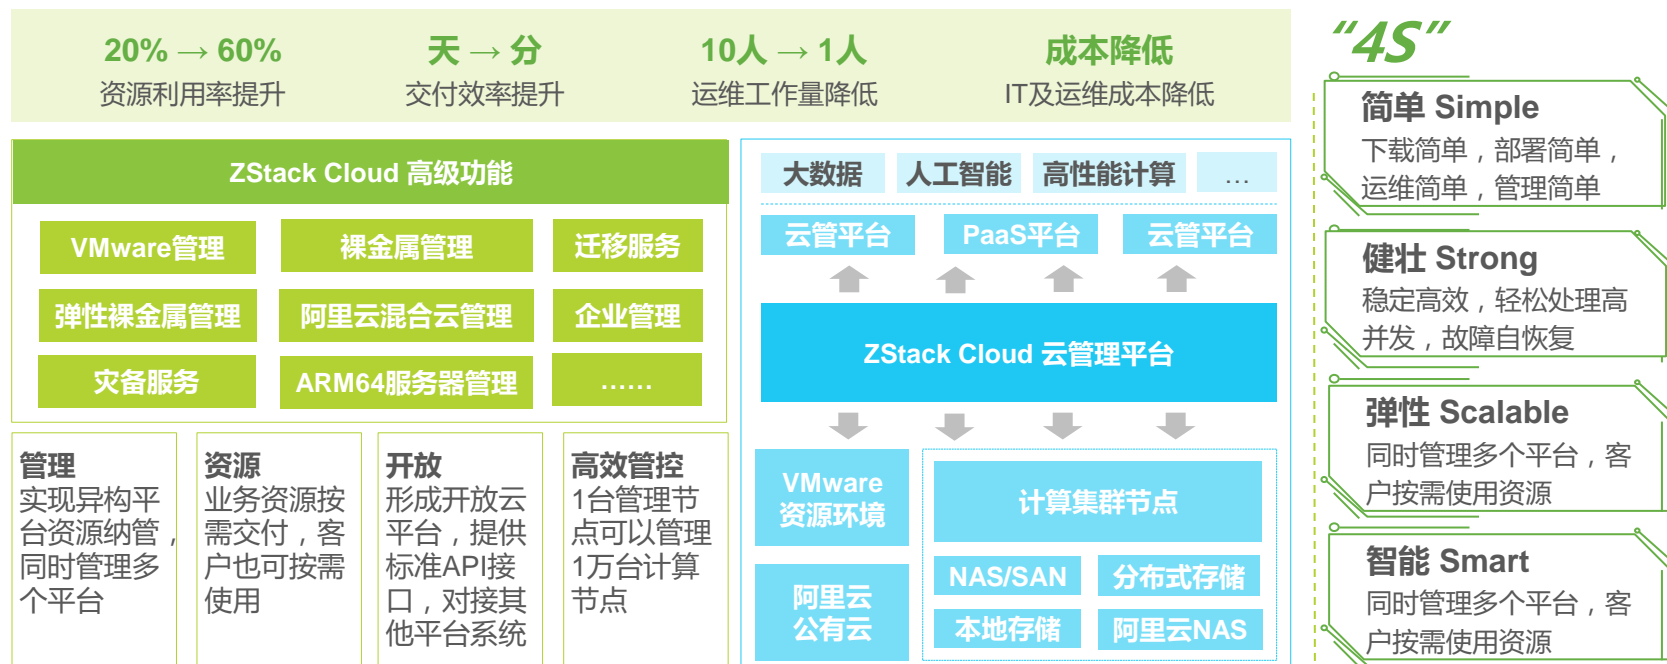 20% → 60%
资源利用率提升
天 → 分
交付效率提升
10人 → 1人
运维工作量降低
成本降低
IT及运维成本降低
ZStack Cloud 高级功能
VMware管理
裸金属管理
迁移服务
弹性裸金属管理
阿里云混合云管理
企业管理
灾备服务
ARM64服务器管理
……
管理
实现异构平
台资源纳管，
同时管理多
个平台
资源
业务资源按
需交付，客
户也可按需
使用
开放
形成开放云
平台，提供
标准API接
口，对接其
他平台系统
高效管控
1台管理节
点可以管理
1万台计算
节点
大数据
人工智能
高性能计算
…
云管平台
PaaS平台
云管平台
ZStack Cloud 云管理平台
VMware
资源环境
计算集群节点
阿里云
公有云
NAS/SAN
分布式存储
本地存储
阿里云NAS
“4S”
简单 Simple
下载简单，部署简单，
运维简单，管理简单
健壮 Strong
稳定高效，轻松处理高
并发，故障自恢复
弹性 Scalable
同时管理多个平台，客
户按需使用资源
智能 Smart
同时管理多个平台，客
户按需使用资源